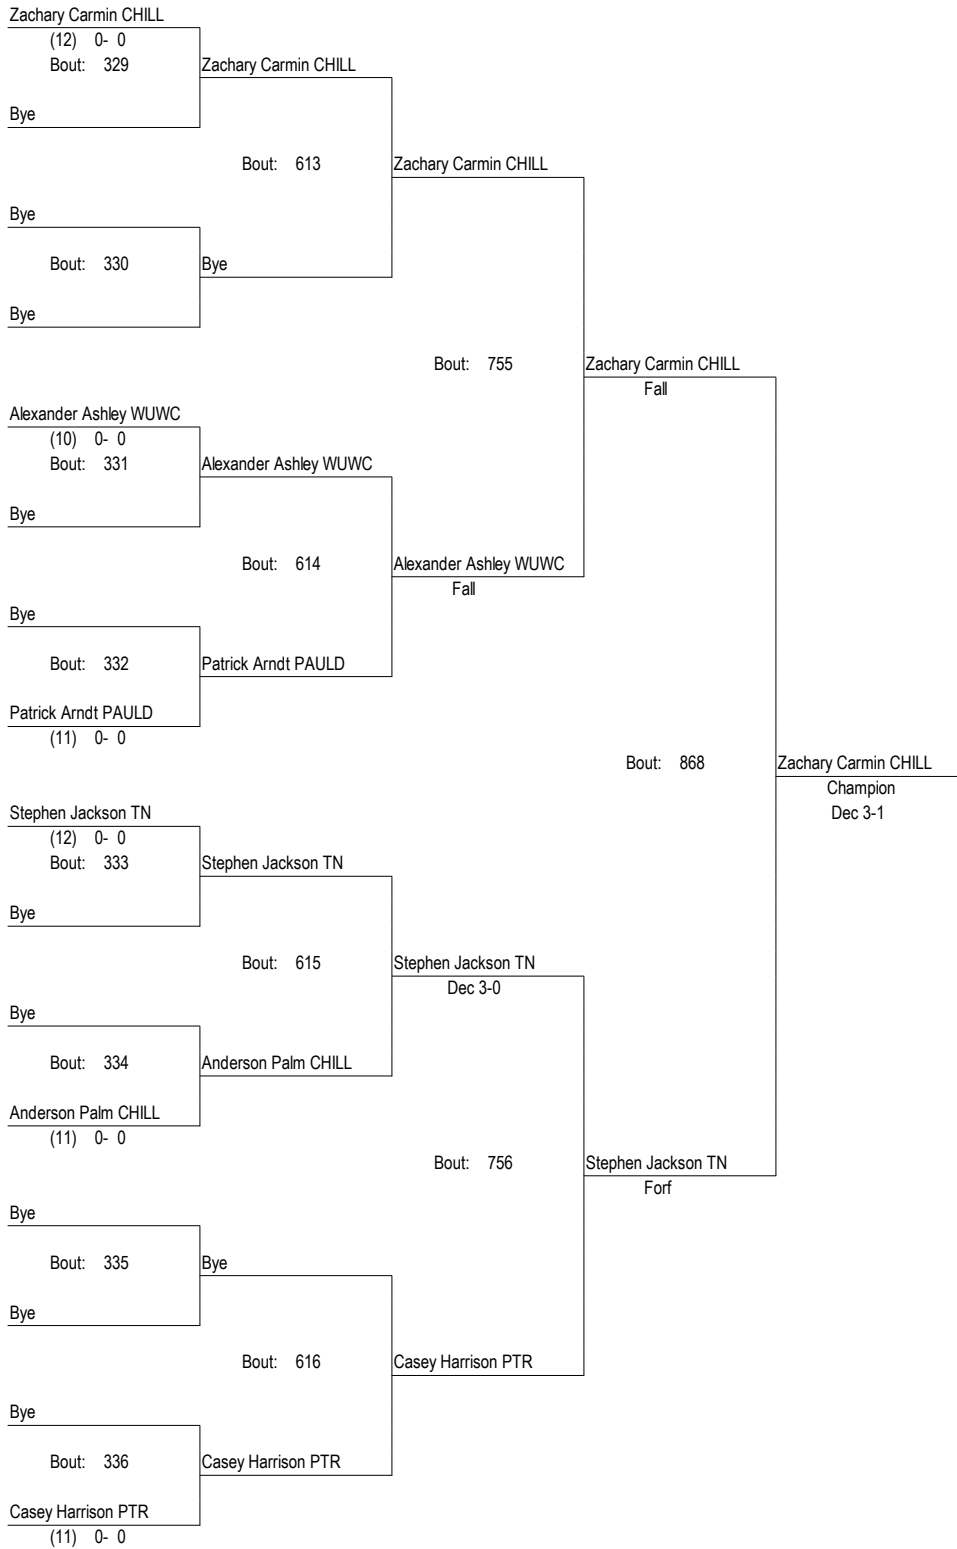 Zachary Carmin CHILL
(12) 0- 0
Bout: 329
Zachary Carmin CHILL
Bye
Bout: 613
Zachary Carmin CHILL
Bye
Bout: 330
Bye
Bye
Bout: 755
Zachary Carmin CHILL
Fall
Alexander Ashley WUWC
(10) 0- 0
Bout: 331
Alexander Ashley WUWC
Bye
Bout: 614
Alexander Ashley WUWC
Fall
Bye
Bout: 332
Patrick Arndt PAULD
Patrick Arndt PAULD
(11) 0- 0
Bout: 868
Zachary Carmin CHILL
Champion
Dec 3-1
Stephen Jackson TN
(12) 0- 0
Bout: 333
Stephen Jackson TN
Bye
Bout: 615
Stephen Jackson TN
Dec 3-0
Bye
Bout: 334
Anderson Palm CHILL
Anderson Palm CHILL
(11) 0- 0
Bout: 756
Stephen Jackson TN
Forf
Bye
Bout: 335
Bye
Bye
Bout: 616
Casey Harrison PTR
Bye
Bout: 336
Casey Harrison PTR
Casey Harrison PTR
(11) 0- 0